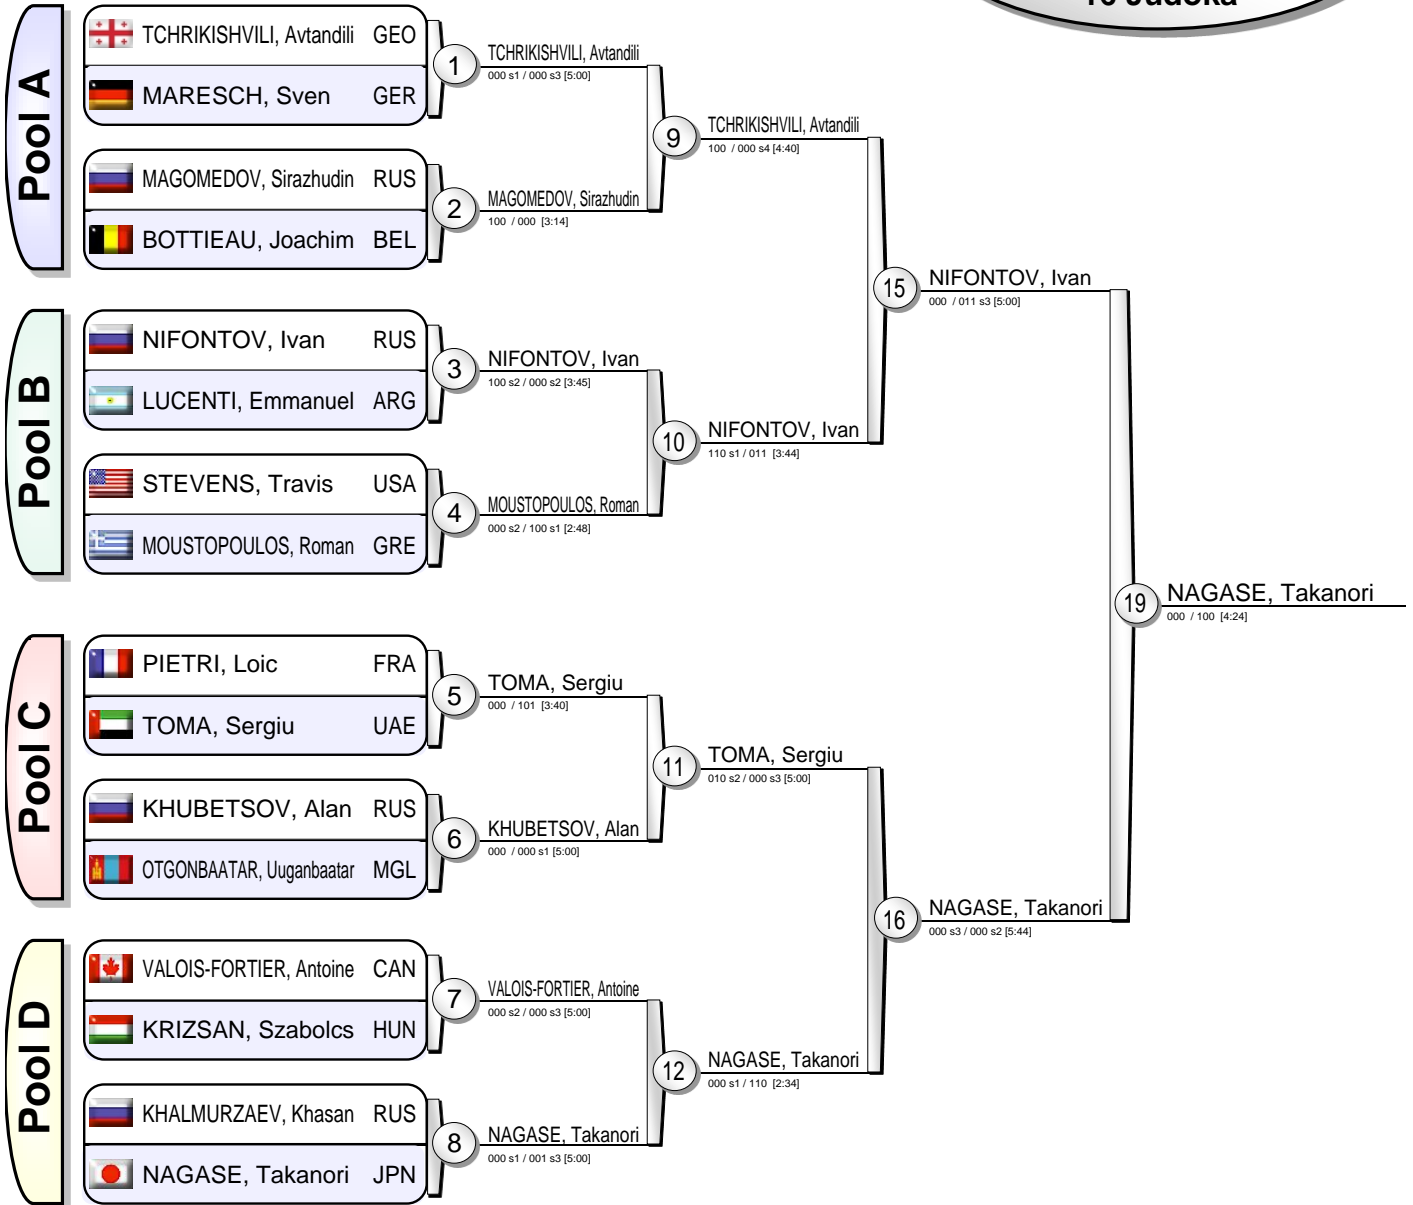 16 Judoka
Pool A
TCHRIKISHVILI, Avtandili GEO
MARESCH, Sven GER
MAGOMEDOV, Sirazhudin RUS
BOTTIEAU, Joachim BEL
1
TCHRIKISHVILI, Avtandili
000 s1 / 000 s3 [5:00]
2
MAGOMEDOV, Sirazhudin
100 / 000 [3:14]
9
TCHRIKISHVILI, Avtandili
100 / 000 s4 [4:40]
Pool B
NIFONTOV, Ivan RUS
LUCENTI, Emmanuel ARG
STEVENS, Travis USA
MOUSTOPOULOS, Roman GRE
3
NIFONTOV, Ivan
100 s2 / 000 s2 [3:45]
4
MOUSTOPOULOS, Roman
000 s2 / 100 s1 [2:48]
10
NIFONTOV, Ivan
110 s1 / 011 [3:44]
15
NIFONTOV, Ivan
000 / 011 s3 [5:00]
Pool C
PIETRI, Loic FRA
TOMA, Sergiu UAE
KHUBETSOV, Alan RUS
OTGONBAATAR, Uuganbaatar MGL
5
TOMA, Sergiu
000 / 101 [3:40]
6
KHUBETSOV, Alan
000 / 000 s1 [5:00]
11
TOMA, Sergiu
010 s2 / 000 s3 [5:00]
Pool D
VALOIS-FORTIER, Antoine CAN
KRIZSAN, Szabolcs HUN
KHALMURZAEV, Khasan RUS
NAGASE, Takanori JPN
7
VALOIS-FORTIER, Antoine
000 s2 / 000 s3 [5:00]
8
NAGASE, Takanori
000 s1 / 001 s3 [5:00]
12
NAGASE, Takanori
000 s1 / 110 [2:34]
16
NAGASE, Takanori
000 s3 / 000 s2 [5:44]
19
NAGASE, Takanori
000 / 100 [4:24]